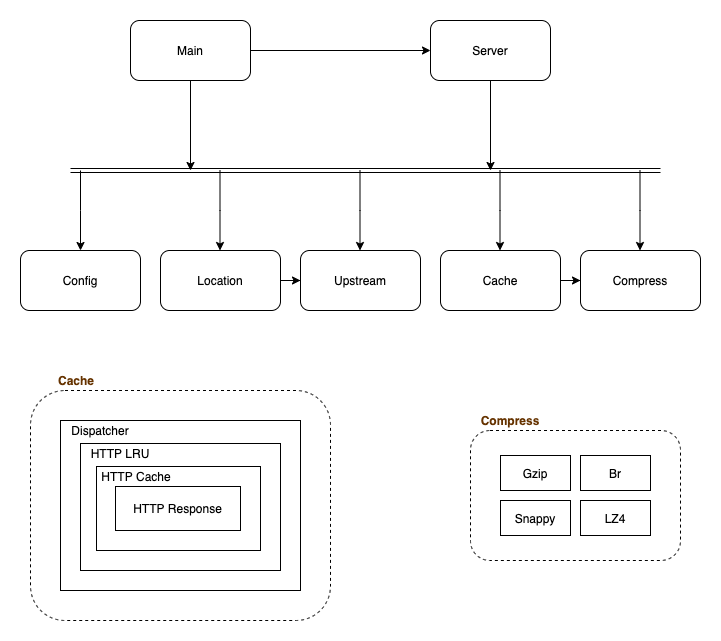 Main
Server
Config
Location
Upstream
Cache
Compress
Cache
Dispatcher
HTTP LRU
HTTP Cache
HTTP Response
Compress
Gzip
Br
Snappy
LZ4